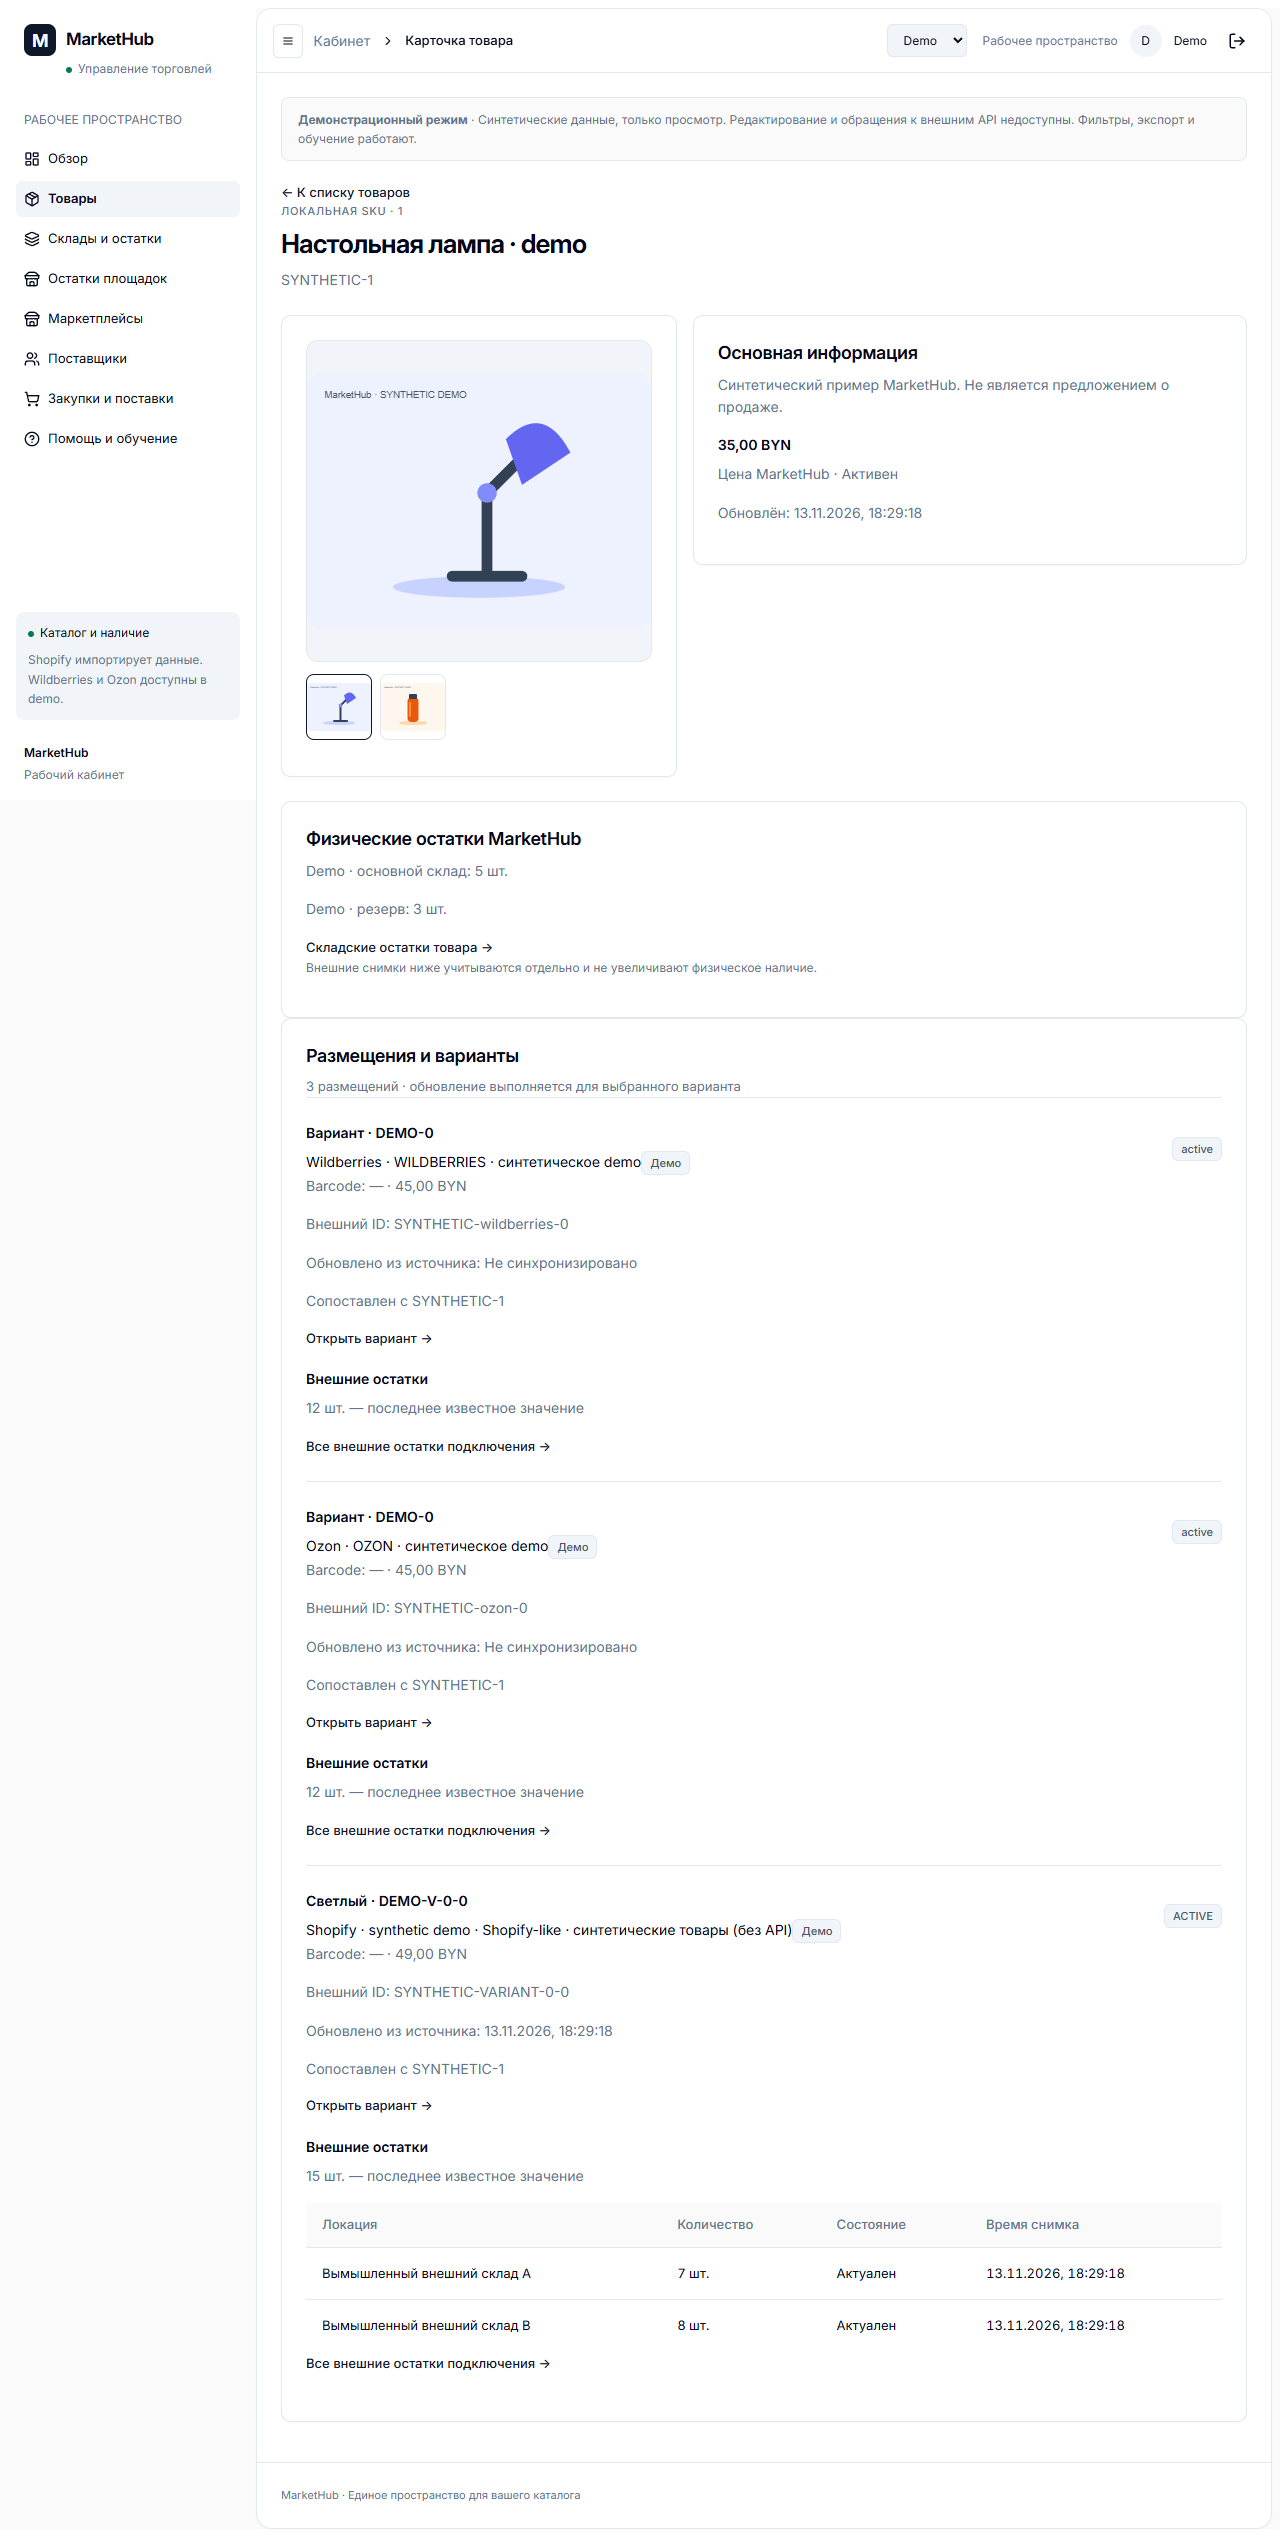 M MarketHub
Управление торговлей
РАБОЧЕЕ ПРОСТРАНСТВО
Обзор
Товары
Склады и остатки
Остатки площадок
Маркетплейсы
Поставщики
Закупки и поставки
Помощь и обучение
Каталог и наличие
Shopify импортирует данные.
Wildberries и Ozon доступны в
demo.
MarketHub
Рабочий кабинет
Кабинет > Карточка товара
Demo Рабочее пространство D Demo
Демонстрационный режим · Синтетические данные, только просмотр. Редактирование и обращения к внешним API недоступны. Фильтры, экспорт и
обучение работают.
← К списку товаров
ЛОКАЛЬНАЯ SKU · 1
Настольная лампа · demo
SYNTHETIC-1
MarketHub · SYNTHETIC DEMO
Основная информация
Синтетический пример MarketHub. Не является предложением о
продаже.
35,00 BYN
Цена MarketHub · Активен
Обновлён: 13.11.2026, 18:29:18
Физические остатки MarketHub
Demo · основной склад: 5 шт.
Demo · резерв: 3 шт.
Складские остатки товара →
Внешние снимки ниже учитываются отдельно и не увеличивают физическое наличие.
Размещения и варианты
3 размещений · обновление выполняется для выбранного варианта
Вариант · DEMO-0
active
Wildberries · WILDBERRIES · синтетическое demo Демо
Barcode: — · 45,00 BYN
Внешний ID: SYNTHETIC-wildberries-0
Обновлено из источника: Не синхронизировано
Сопоставлен с SYNTHETIC-1
Открыть вариант →
Внешние остатки
12 шт. — последнее известное значение
Все внешние остатки подключения →
Вариант · DEMO-0
active
Ozon · OZON · синтетическое demo Демо
Barcode: — · 45,00 BYN
Внешний ID: SYNTHETIC-ozon-0
Обновлено из источника: Не синхронизировано
Сопоставлен с SYNTHETIC-1
Открыть вариант →
Внешние остатки
12 шт. — последнее известное значение
Все внешние остатки подключения →
Светлый · DEMO-V-0-0
ACTIVE
Shopify · synthetic demo · Shopify-like · синтетические товары (без API) Демо
Barcode: — · 49,00 BYN
Внешний ID: SYNTHETIC-VARIANT-0-0
Обновлено из источника: 13.11.2026, 18:29:18
Сопоставлен с SYNTHETIC-1
Открыть вариант →
Внешние остатки
15 шт. — последнее известное значение
Локация Количество Состояние Время снимка
Вымышленный внешний склад A 7 шт. Актуален 13.11.2026, 18:29:18
Вымышленный внешний склад B 8 шт. Актуален 13.11.2026, 18:29:18
Все внешние остатки подключения →
MarketHub · Единое пространство для вашего каталога